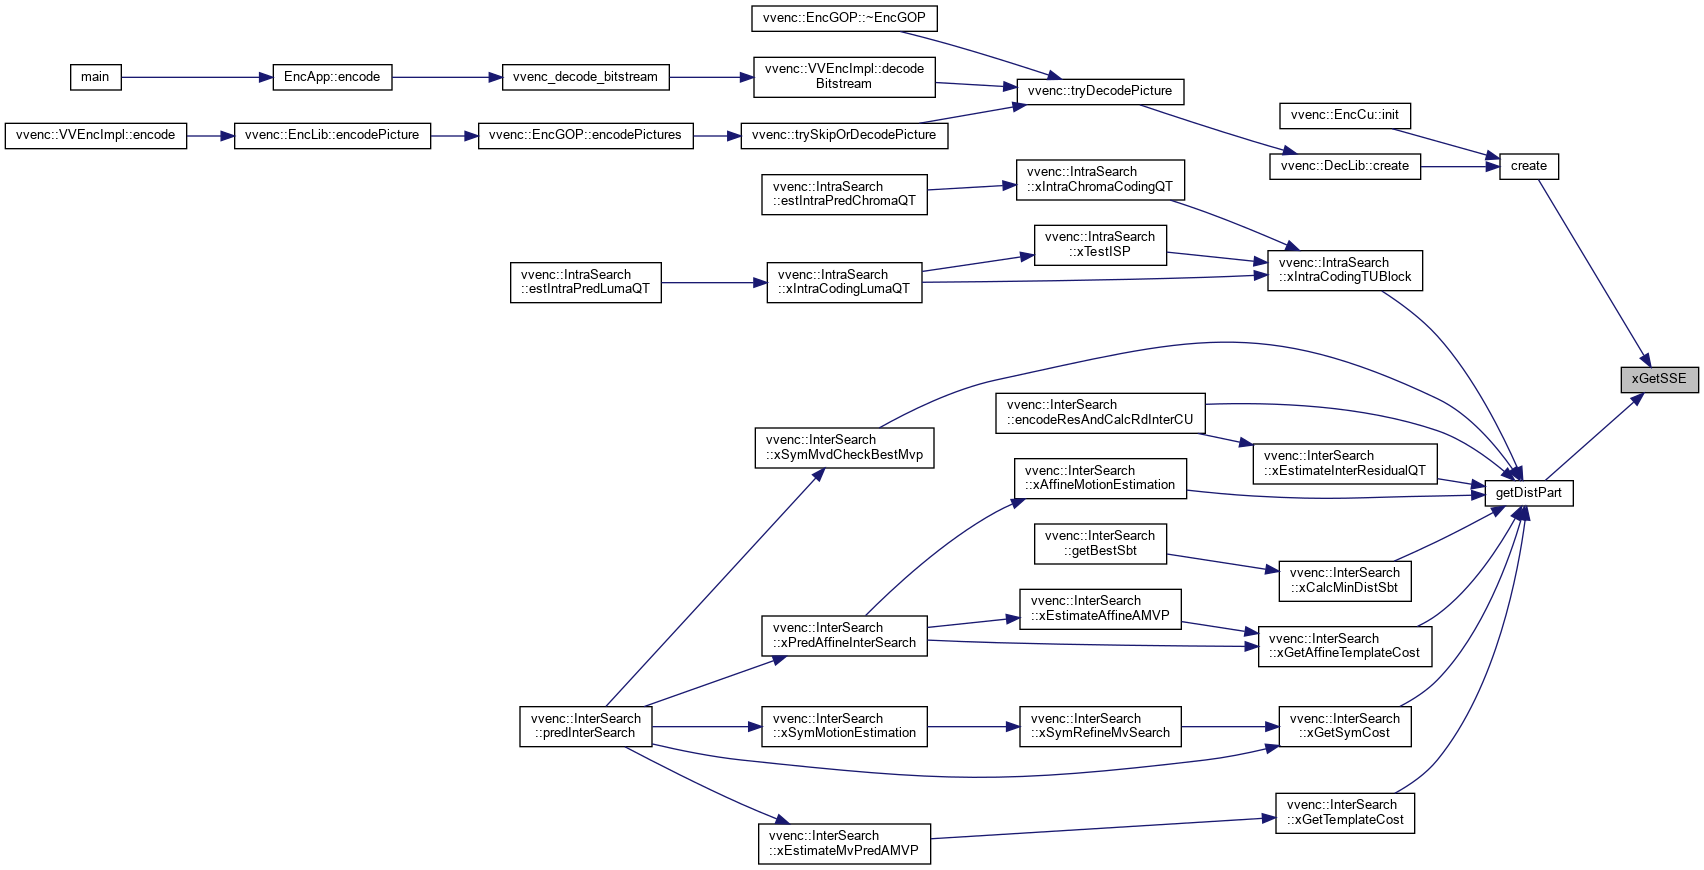 vvenc::EncGOP::~EncGOP
main
EncApp::encode
vvenc_decode_bitstream
vvenc::VVEncImpl::decode
Bitstream
vvenc::tryDecodePicture
vvenc::EncCu::init
vvenc::VVEncImpl::encode
vvenc::EncLib::encodePicture
vvenc::EncGOP::encodePictures
vvenc::trySkipOrDecodePicture
vvenc::DecLib::create
create
vvenc::IntraSearch
::estIntraPredChromaQT
vvenc::IntraSearch
::xIntraChromaCodingQT
vvenc::IntraSearch
::xTestISP
vvenc::IntraSearch
::estIntraPredLumaQT
vvenc::IntraSearch
::xIntraCodingLumaQT
vvenc::IntraSearch
::xIntraCodingTUBlock
xGetSSE
vvenc::InterSearch
::encodeResAndCalcRdInterCU
vvenc::InterSearch
::xSymMvdCheckBestMvp
vvenc::InterSearch
::xEstimateInterResidualQT
vvenc::InterSearch
::xAffineMotionEstimation
getDistPart
vvenc::InterSearch
::getBestSbt
vvenc::InterSearch
::xCalcMinDistSbt
vvenc::InterSearch
::xEstimateAffineAMVP
vvenc::InterSearch
::xPredAffineInterSearch
vvenc::InterSearch
::xGetAffineTemplateCost
vvenc::InterSearch
::predInterSearch
vvenc::InterSearch
::xSymMotionEstimation
vvenc::InterSearch
::xSymRefineMvSearch
vvenc::InterSearch
::xGetSymCost
vvenc::InterSearch
::xGetTemplateCost
vvenc::InterSearch
::xEstimateMvPredAMVP